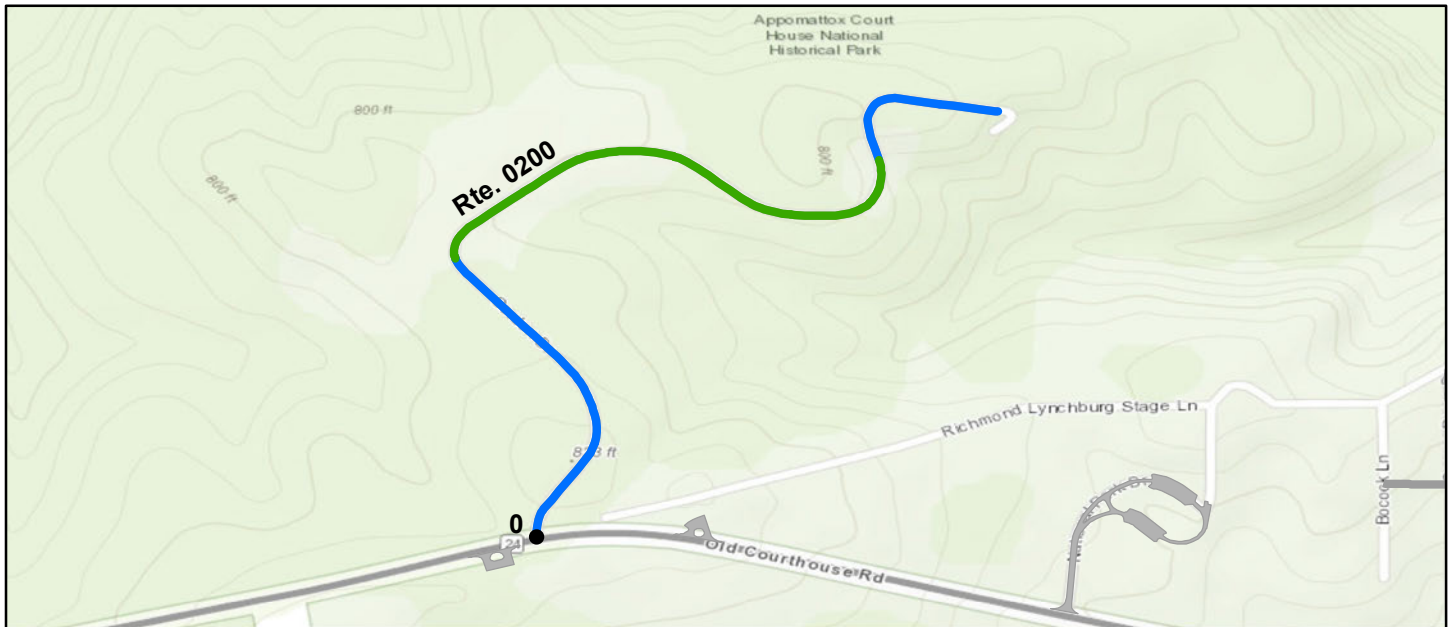 Appomattox Court
House National
Historical Park
800 ft
800 ft
800 ft
Rte. 0200
ft
Richmond Lynchburg Stage Ln
Bocock Ln
0
24
Old Courthouse Rd